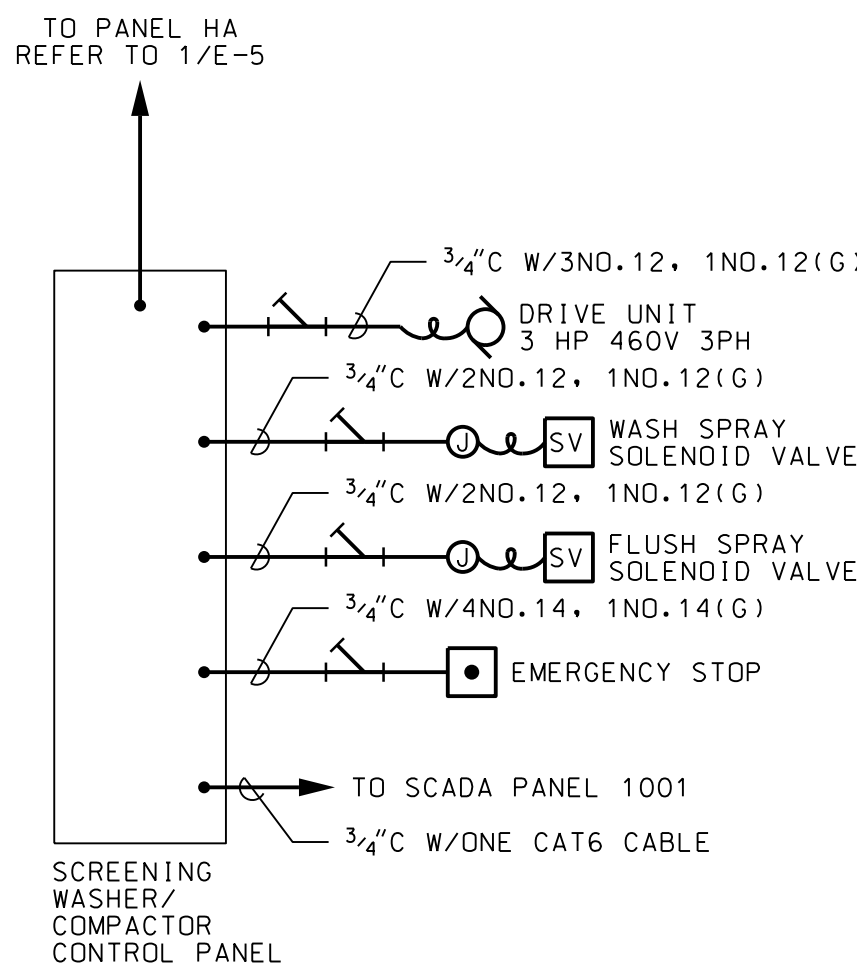 TO PANEL HA
REFER TO 1/E-5
3/4"C W/3NO.12, 1NO.12(G)
DRIVE UNIT
3 HP 460V 3PH
3/4"C W/2NO.12, 1NO.12(G)
J
SV
WASH SPRAY
SOLENOID VALVE
3/4"C W/2NO.12, 1NO.12(G)
J
SV
FLUSH SPRAY
SOLENOID VALVE
3/4"C W/4NO.14, 1NO.14(G)
EMERGENCY STOP
TO SCADA PANEL 1001
3/4"C W/ONE CAT6 CABLE
SCREENING
WASHER/
COMPACTOR
CONTROL PANEL